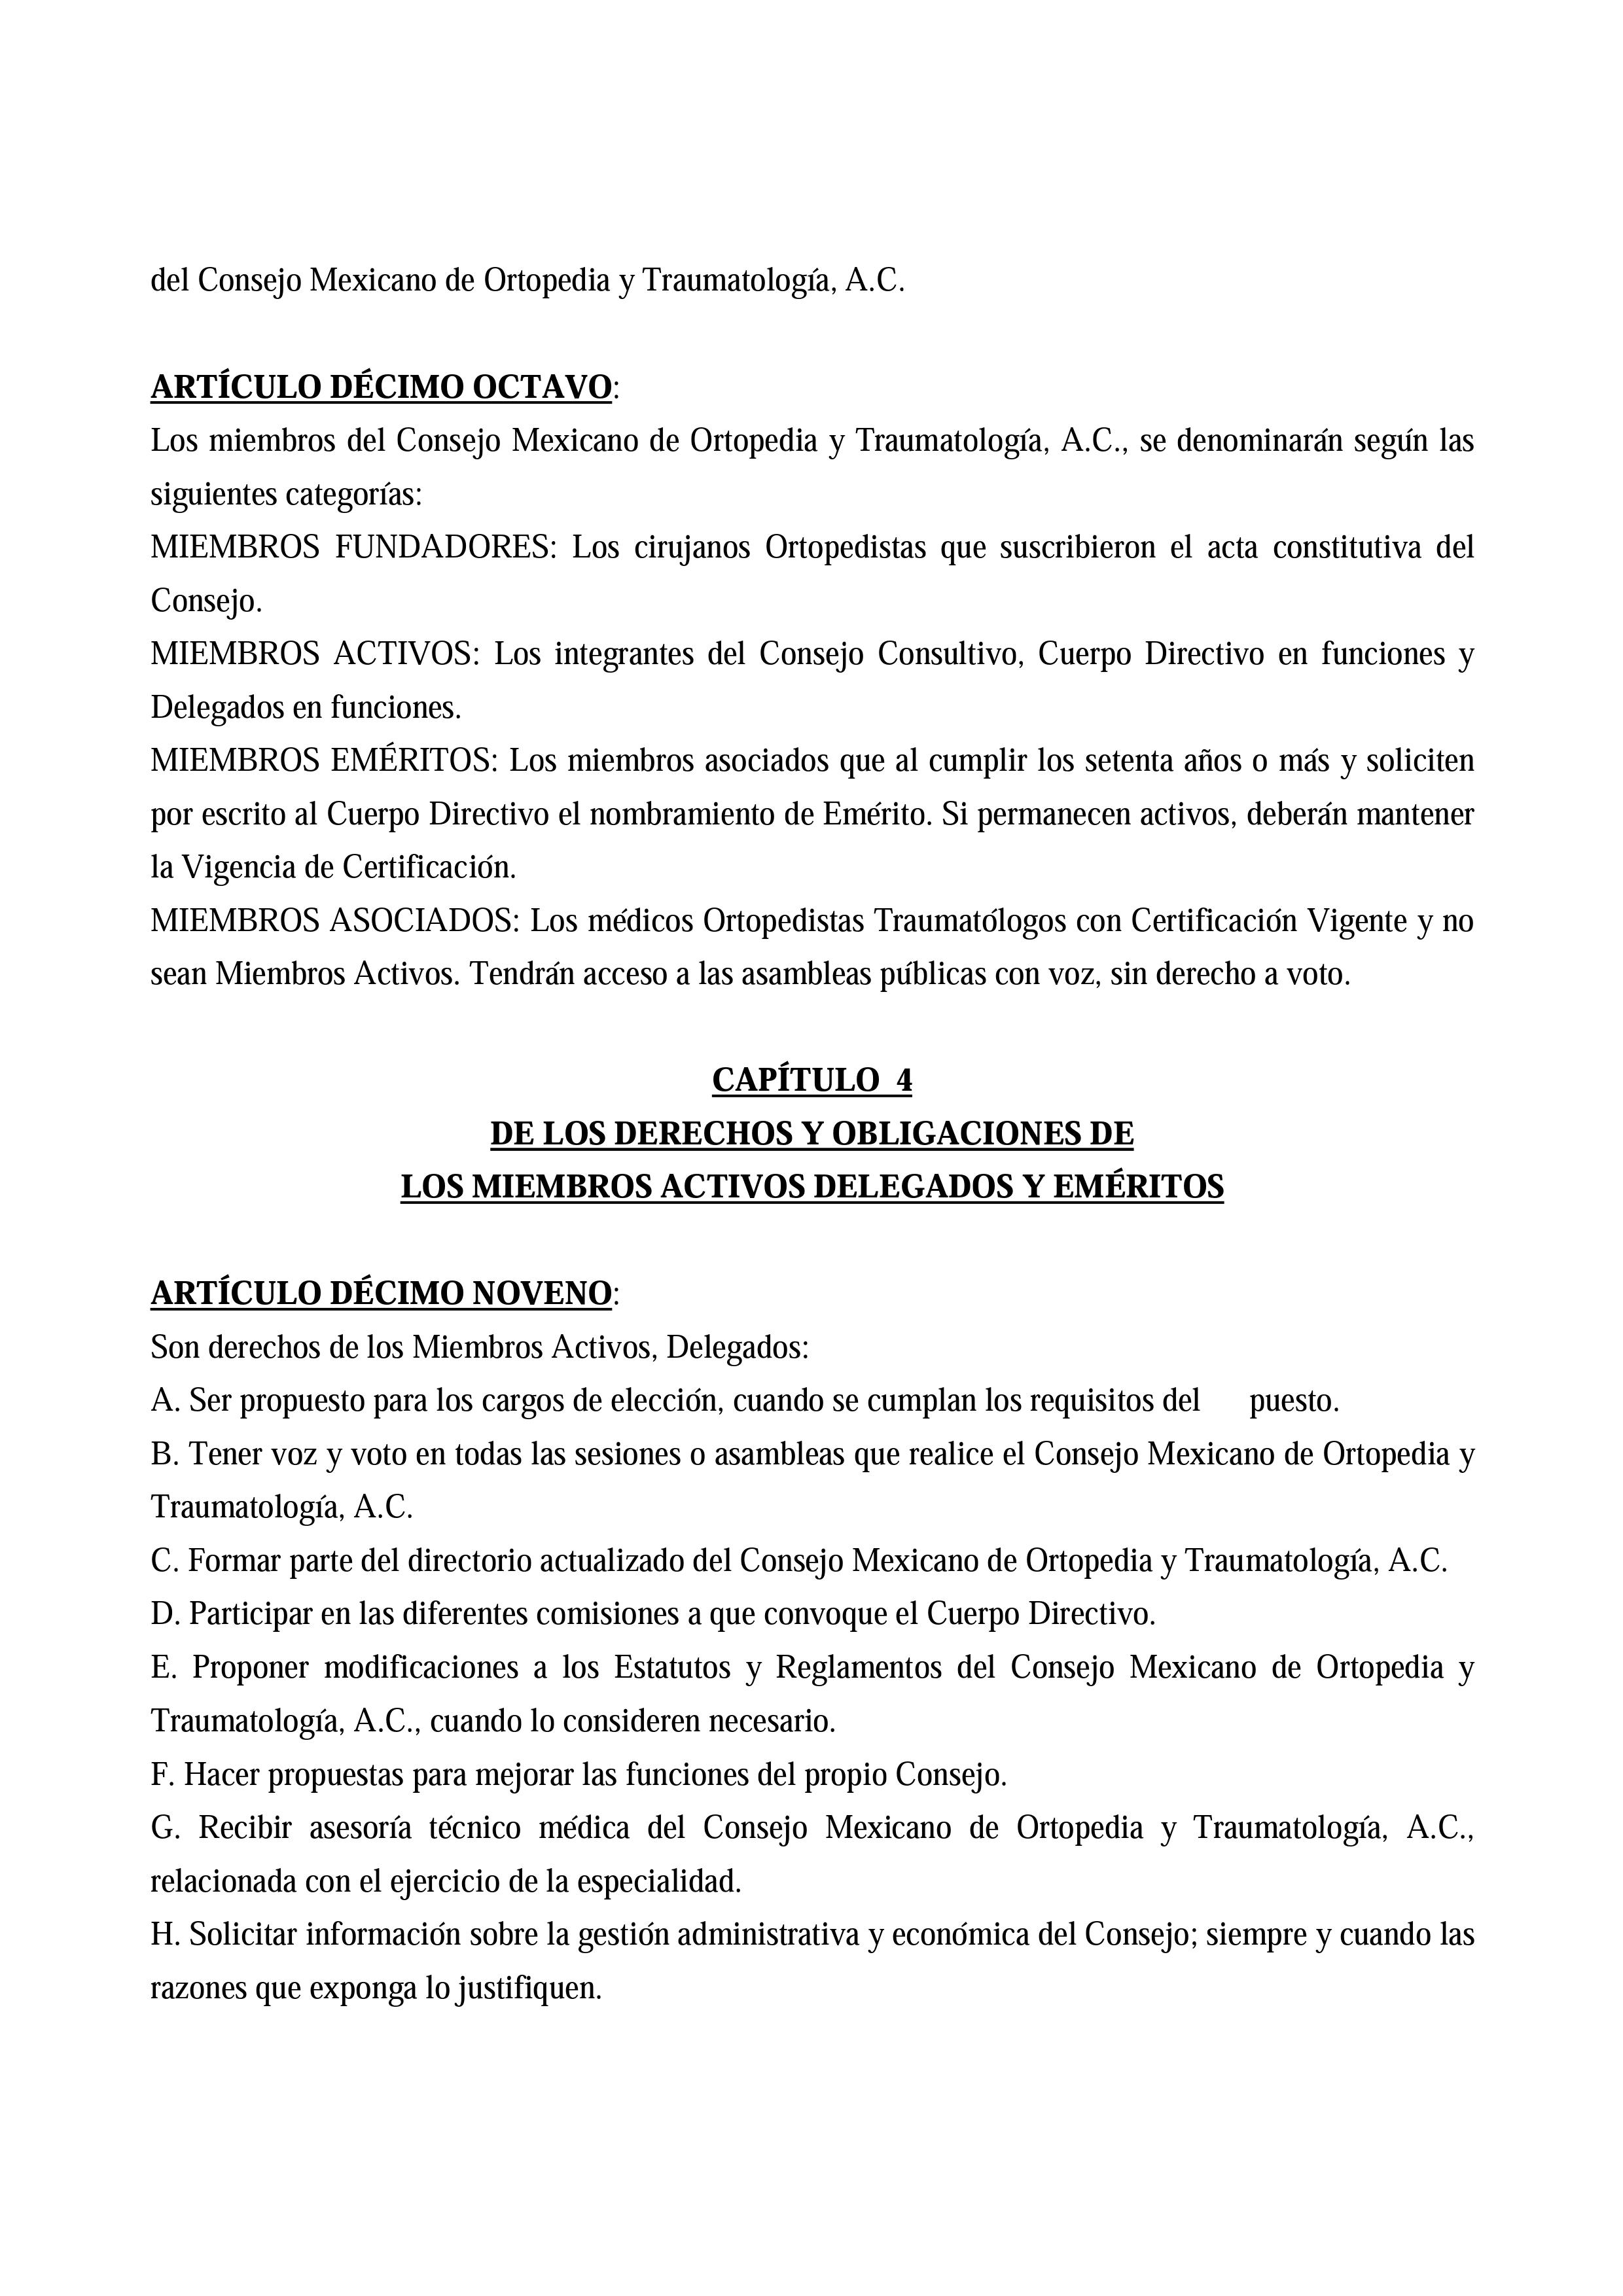 del Consejo Mexicano de Ortopedia y Traumatología, A.C.
ARTÍCULO DÉCIMO OCTAVO:
Los miembros del Consejo Mexicano de Ortopedia y Traumatología, A.C., se denominarán según las
siguientes categorías:
MIEMBROS FUNDADORES: Los cirujanos Ortopedistas que suscribieron el acta constitutiva del
Consejo.
MIEMBROS ACTIVOS: Los integrantes del Consejo Consultivo, Cuerpo Directivo en funciones y
Delegados en funciones.
MIEMBROS EMÉRITOS: Los miembros asociados que al cumplir los setenta años o más y soliciten
por escrito al Cuerpo Directivo el nombramiento de Emérito. Si permanecen activos, deberán mantener
la Vigencia de Certificación.
MIEMBROS ASOCIADOS: Los médicos Ortopedistas Traumatólogos con Certificación Vigente y no
sean Miembros Activos. Tendrán acceso a las asambleas públicas con voz, sin derecho a voto.
CAPÍTULO 4
DE LOS DERECHOS Y OBLIGACIONES DE
LOS MIEMBROS ACTIVOS DELEGADOS Y EMÉRITOS
ARTÍCULO DÉCIMO NOVENO:
Son derechos de los Miembros Activos, Delegados:
A. Ser propuesto para los cargos de elección, cuando se cumplan los requisitos del puesto.
B. Tener voz y voto en todas las sesiones o asambleas que realice el Consejo Mexicano de Ortopedia y
Traumatología, A.C.
C. Formar parte del directorio actualizado del Consejo Mexicano de Ortopedia y Traumatología, A.C.
D. Participar en las diferentes comisiones a que convoque el Cuerpo Directivo.
E. Proponer modificaciones a los Estatutos y Reglamentos del Consejo Mexicano de Ortopedia y
Traumatología, A.C., cuando lo consideren necesario.
F. Hacer propuestas para mejorar las funciones del propio Consejo.
G. Recibir asesoría técnico médica del Consejo Mexicano de Ortopedia y Traumatología, A.C.,
relacionada con el ejercicio de la especialidad.
H. Solicitar información sobre la gestión administrativa y económica del Consejo; siempre y cuando las
razones que exponga lo justifiquen.